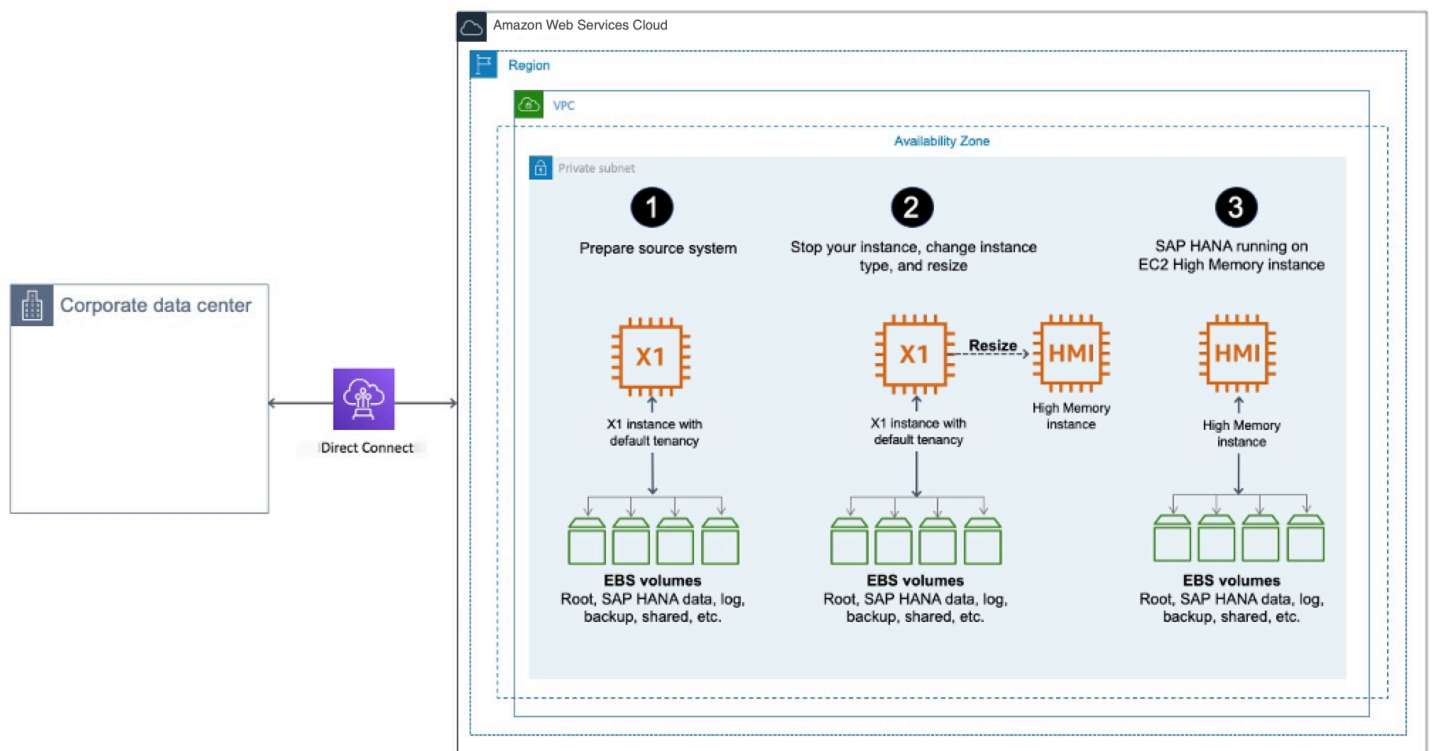 Amazon Web Services Cloud
Region
VPC
Availability Zone
Private subnet
1
Prepare source system
2
Stop your instance, change instance
type, and resize
3
SAP HANA running on
EC2 High Memory instance
Corporate data center
Direct Connect
X1
X1 instance with
default tenancy
EBS volumes
Root, SAP HANA data, log,
backup, shared, etc.
X1
Resize
HMI
High Memory
instance
X1 instance with
default tenancy
EBS volumes
Root, SAP HANA data, log,
backup, shared, etc.
HMI
High Memory
instance
EBS volumes
Root, SAP HANA data, log,
backup, shared, etc.